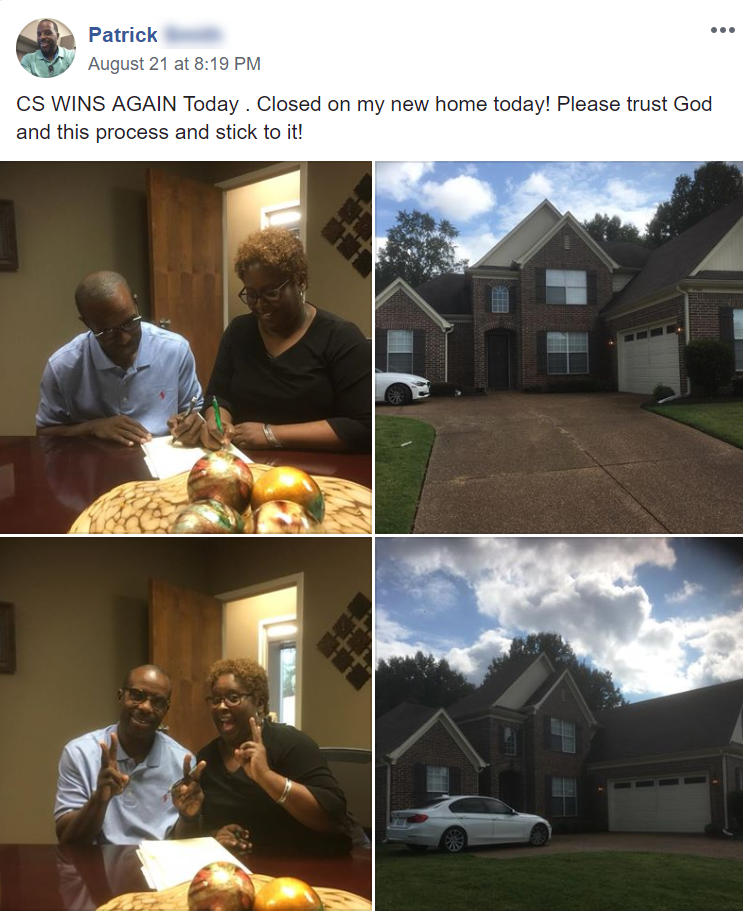 Patrick
August 21 at 8:19 PM
CS WINS AGAIN Today . Closed on my new home today! Please trust God
and this process and stick to it!